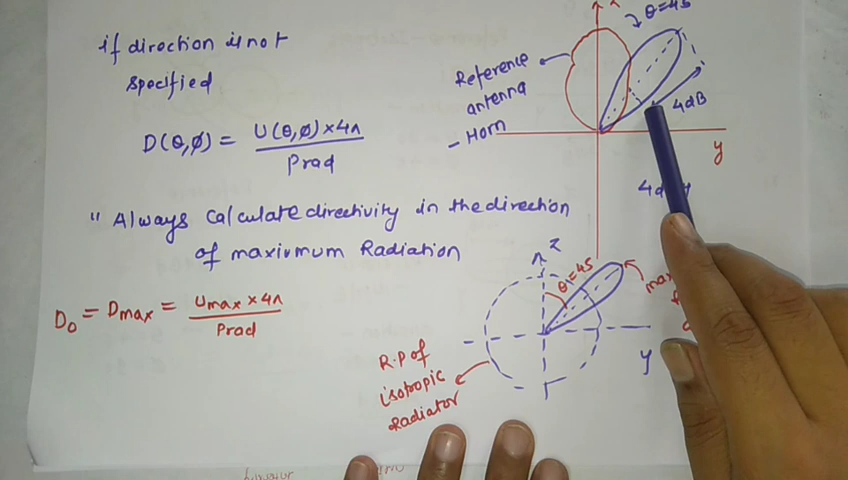 if direction is not
specified
D(θ,ϕ) = U(θ,ϕ)×4π
Prad
" Always Calculate directivity in the direction
of maximum Radiation
D₀ = Dmax = Umax × 4π
Prad
θ=45
Reference
antenna
- Horn
4dB
y
z
θ=45
max
y
R.P of
isotropic
Radiator